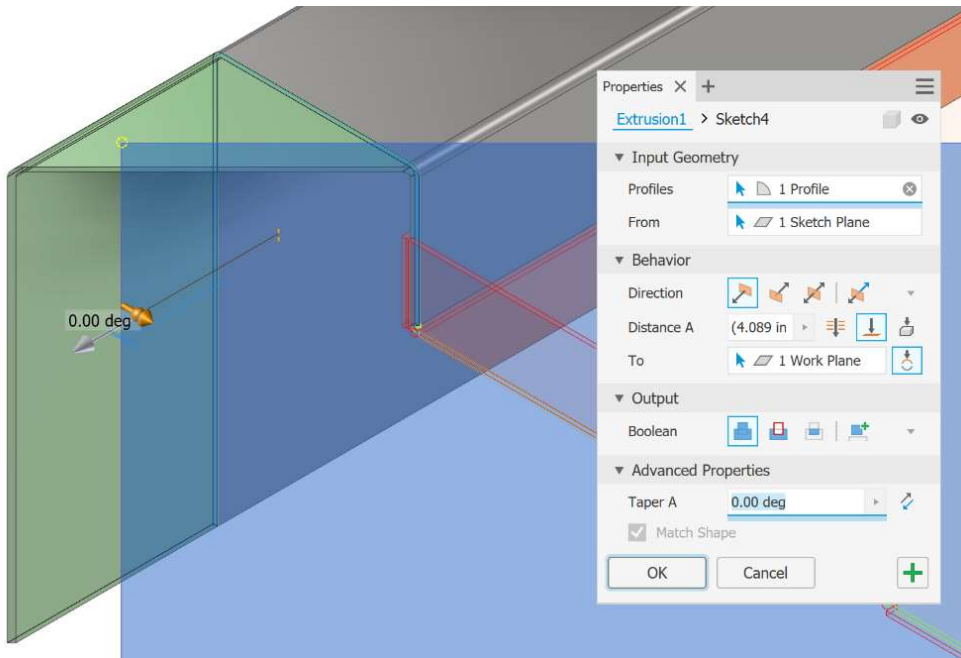 Properties
Extrusion1 > Sketch4
Input Geometry
Profiles 1 Profile
From 1 Sketch Plane
Behavior
Direction
0.00 deg
Distance A (4.089 in
To 1 Work Plane
Output
Boolean
Advanced Properties
Taper A 0.00 deg
Match Shape
OK Cancel